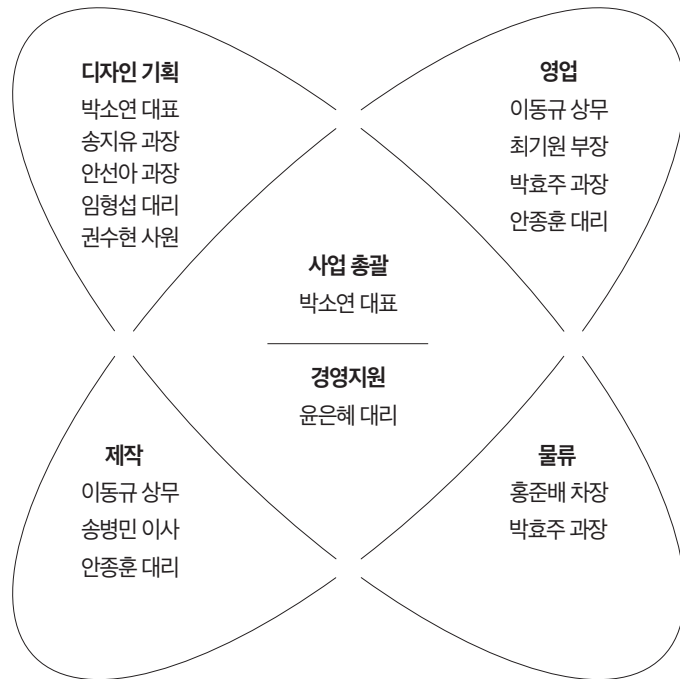 디자인 기획
박소연 대표
송지유 과장
안선아 과장
임형섭 대리
권수현 사원
영업
이동규 상무
최기원 부장
박효주 과장
안종훈 대리
사업 총괄
박소연 대표
경영지원
윤은혜 대리
제작
이동규 상무
송병민 이사
안종훈 대리
물류
홍준배 차장
박효주 과장